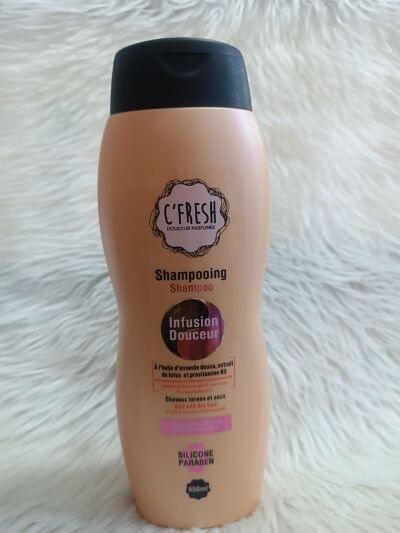 C'FRESH
DOUCEUR PARFUMÉE
Shampooing
Shampoo
Infusion
Douceur
À l'huile d'amande douce, extrait
de lotus et provitamine B5
Cheveux ternes et secs
Dull and dry hair
SILICONE
PARABEN
650ml